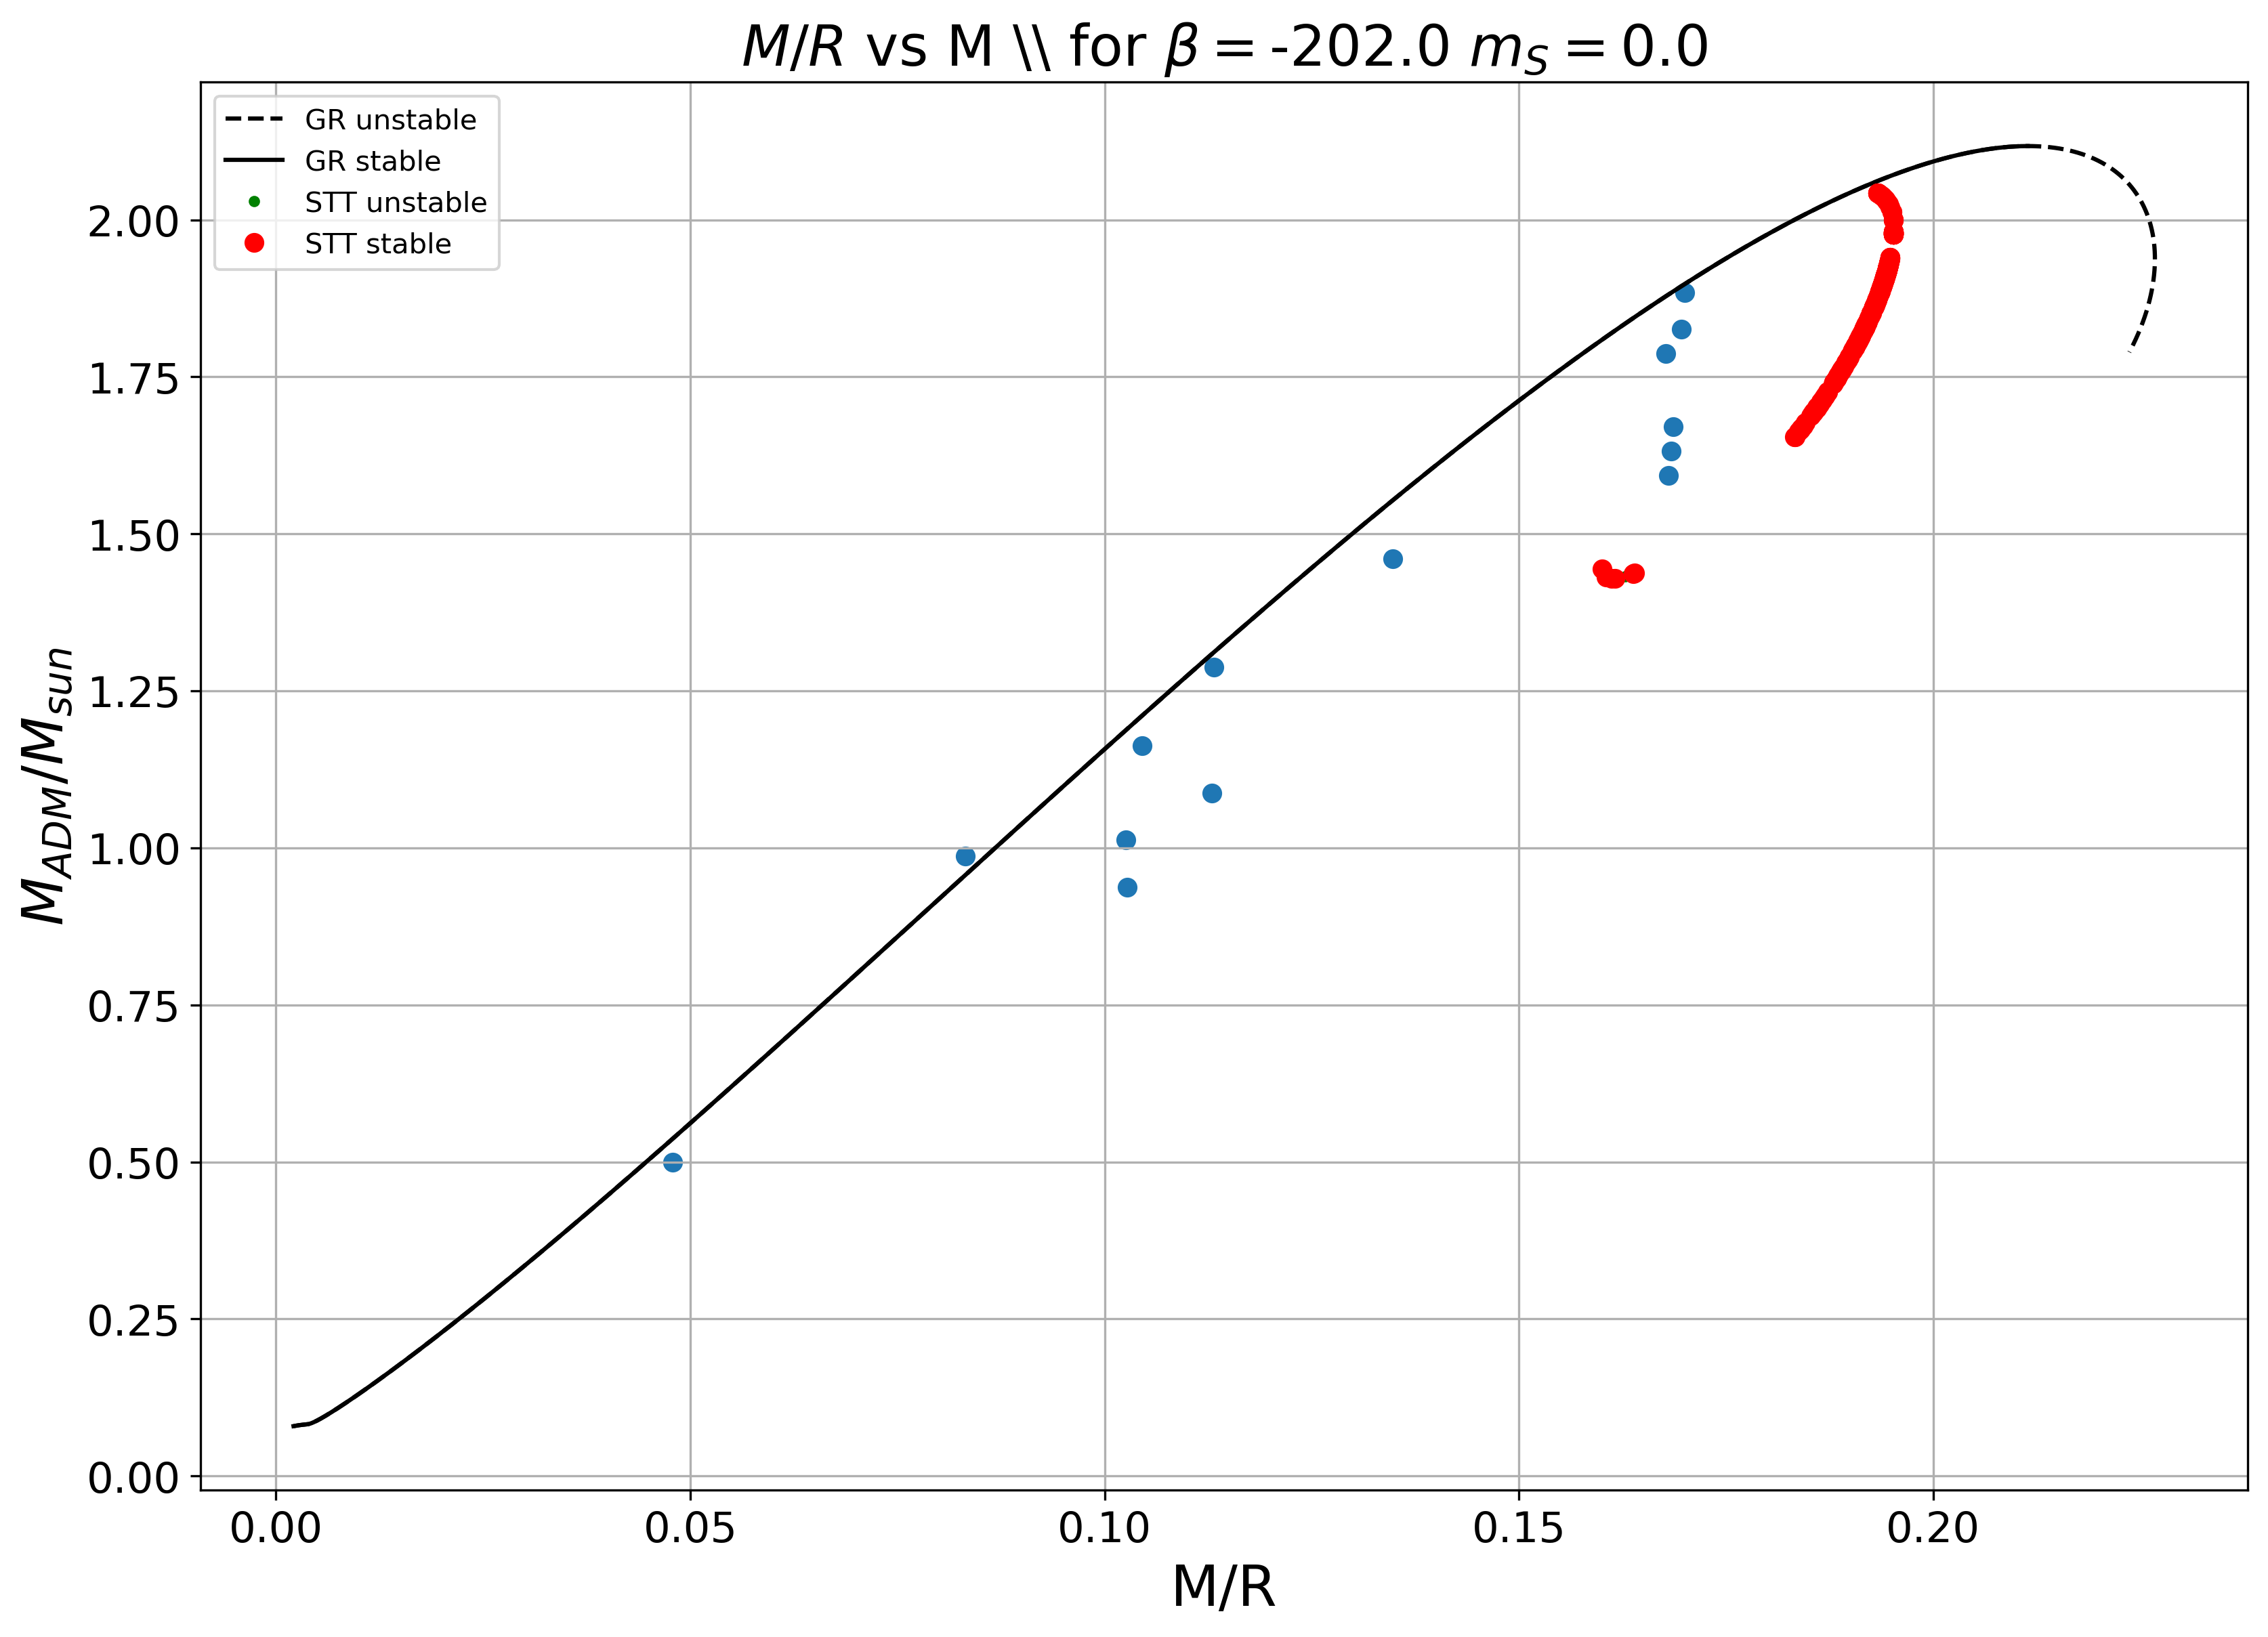 M/R vs M \\ for β = -202.0 m_S = 0.0
GR unstable
GR stable
STT unstable
STT stable
M_ADM/M_sun
2.00
1.75
1.50
1.25
1.00
0.75
0.50
0.25
0.00
0.00 0.05 0.10 0.15 0.20
M/R